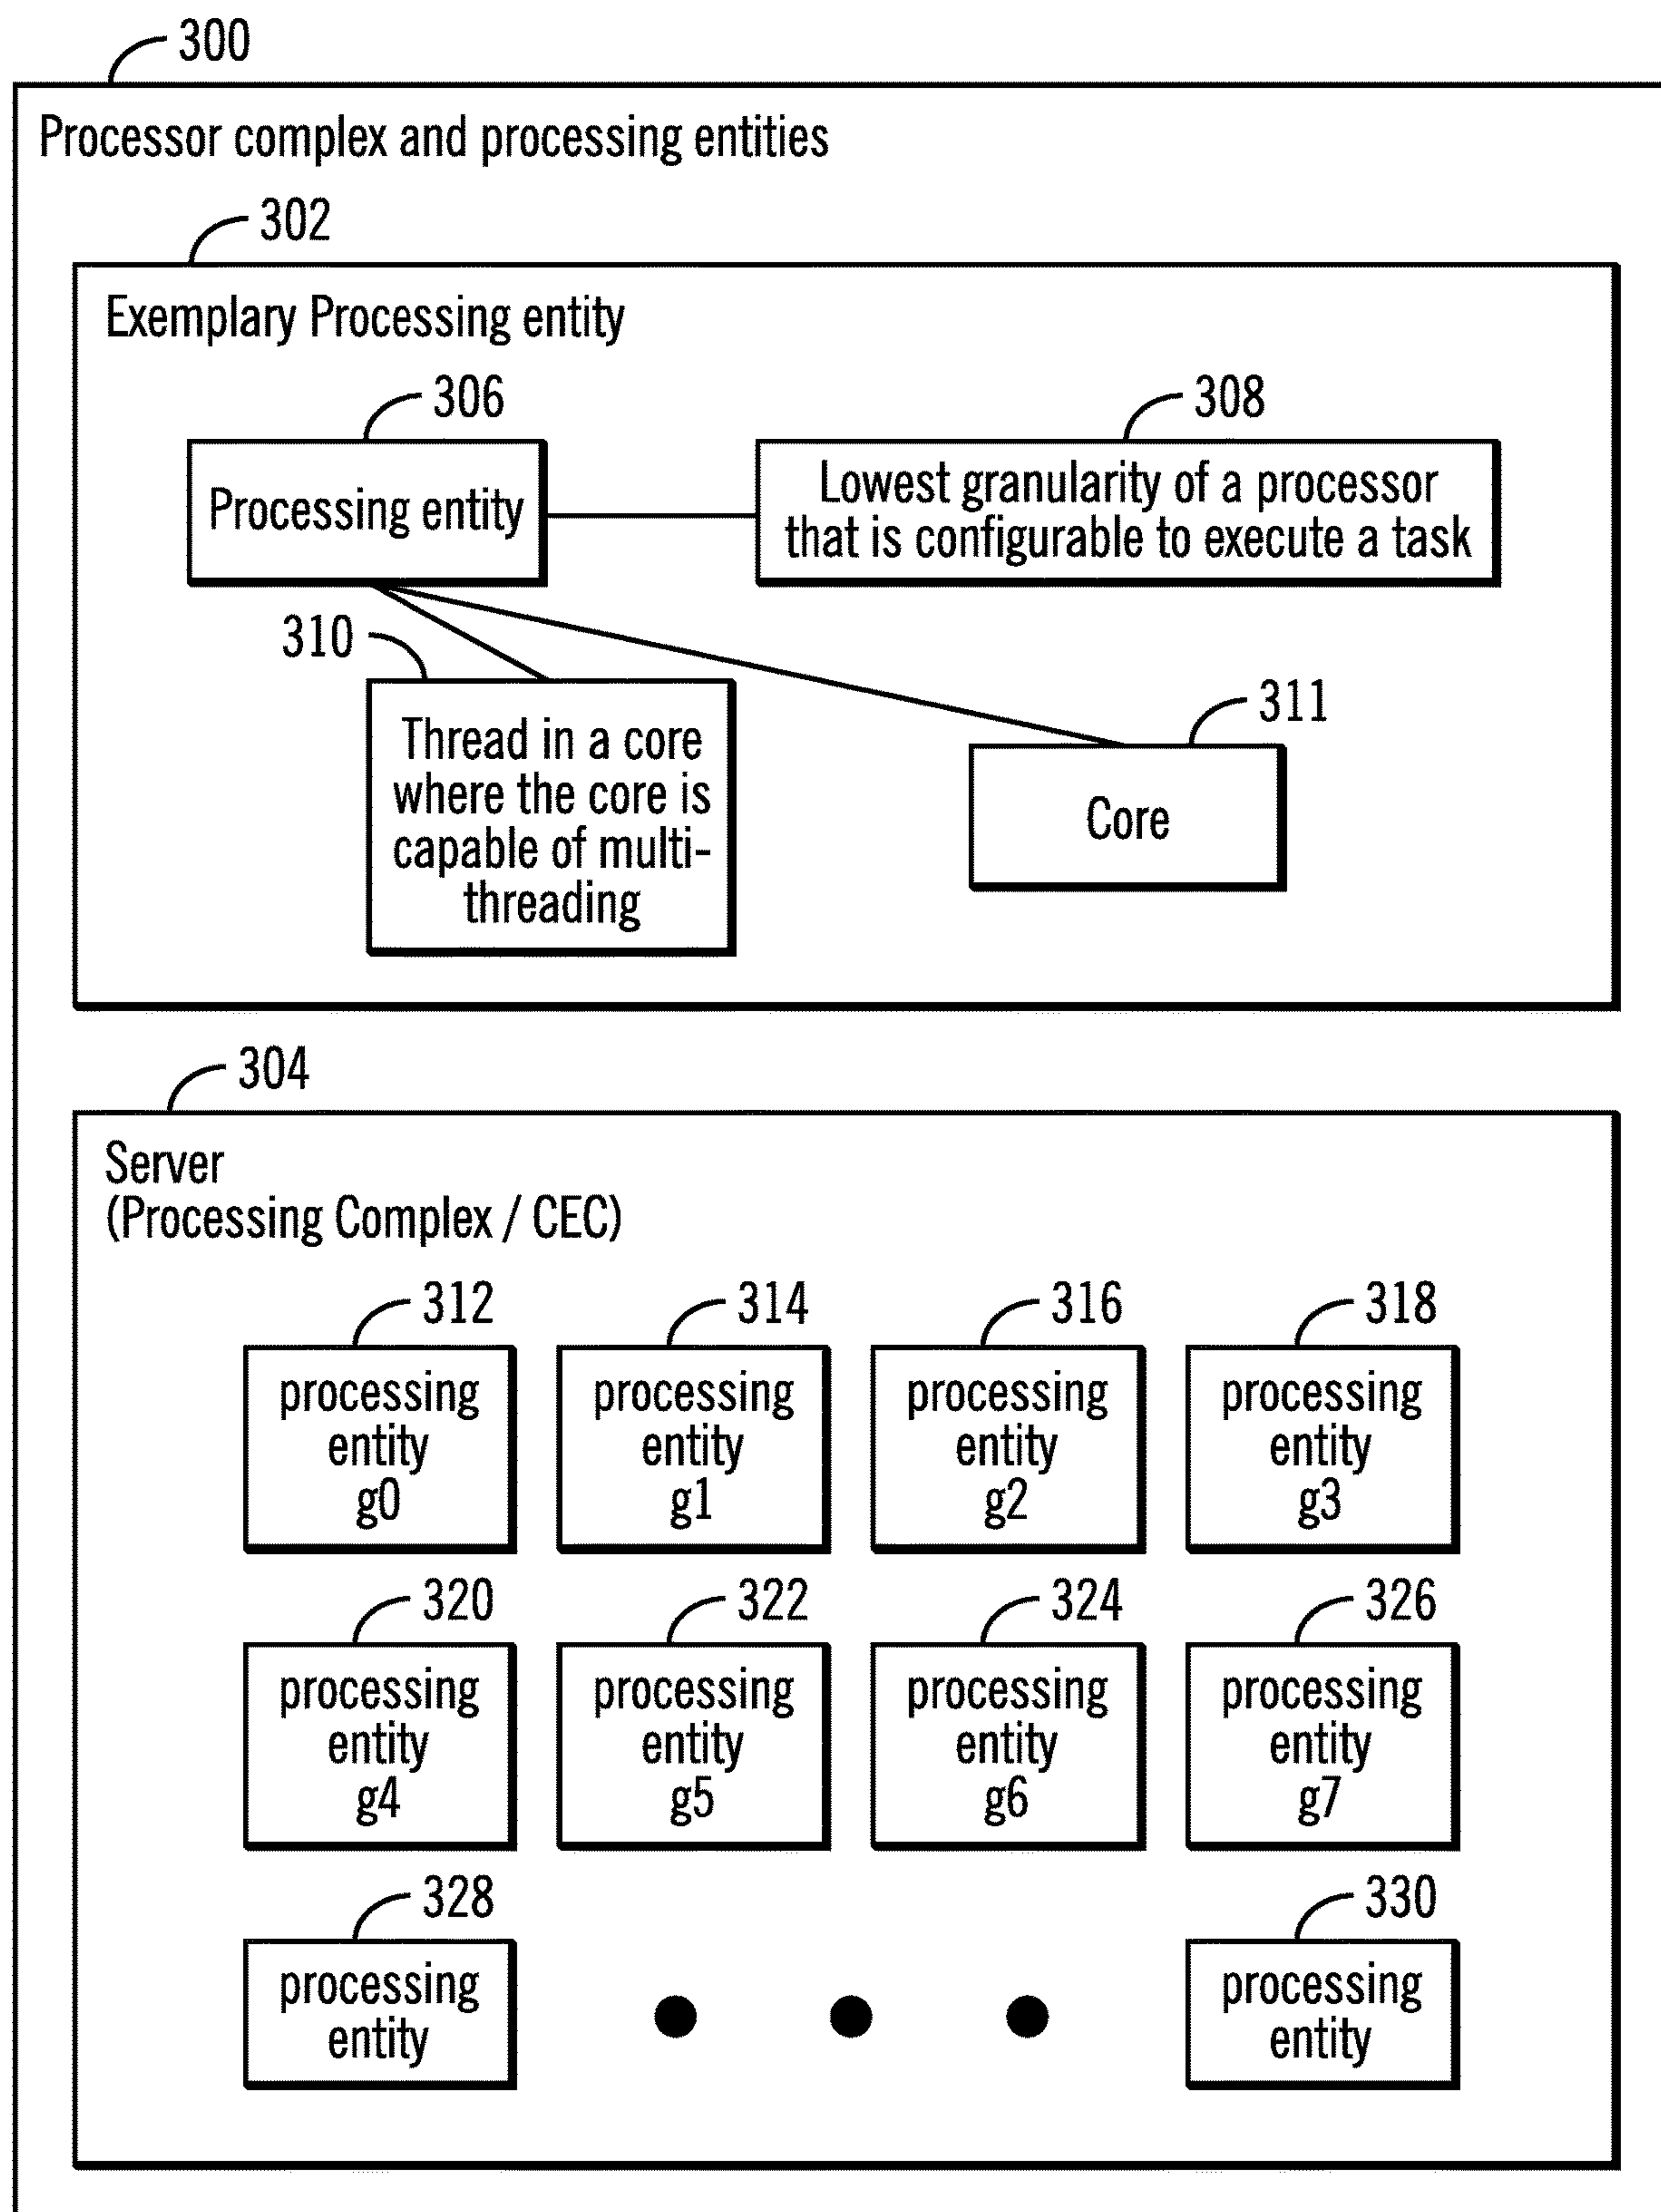 300
Processor complex and processing entities
302
Exemplary Processing entity
306
Processing entity
308
Lowest granularity of a processor
that is configurable to execute a task
310
Thread in a core
where the core is
capable of multi-
threading
311
Core
304
Server
(Processing Complex / CEC)
312
processing
entity
g0
314
processing
entity
g1
316
processing
entity
g2
318
processing
entity
g3
320
processing
entity
g4
322
processing
entity
g5
324
processing
entity
g6
326
processing
entity
g7
328
processing
entity
330
processing
entity